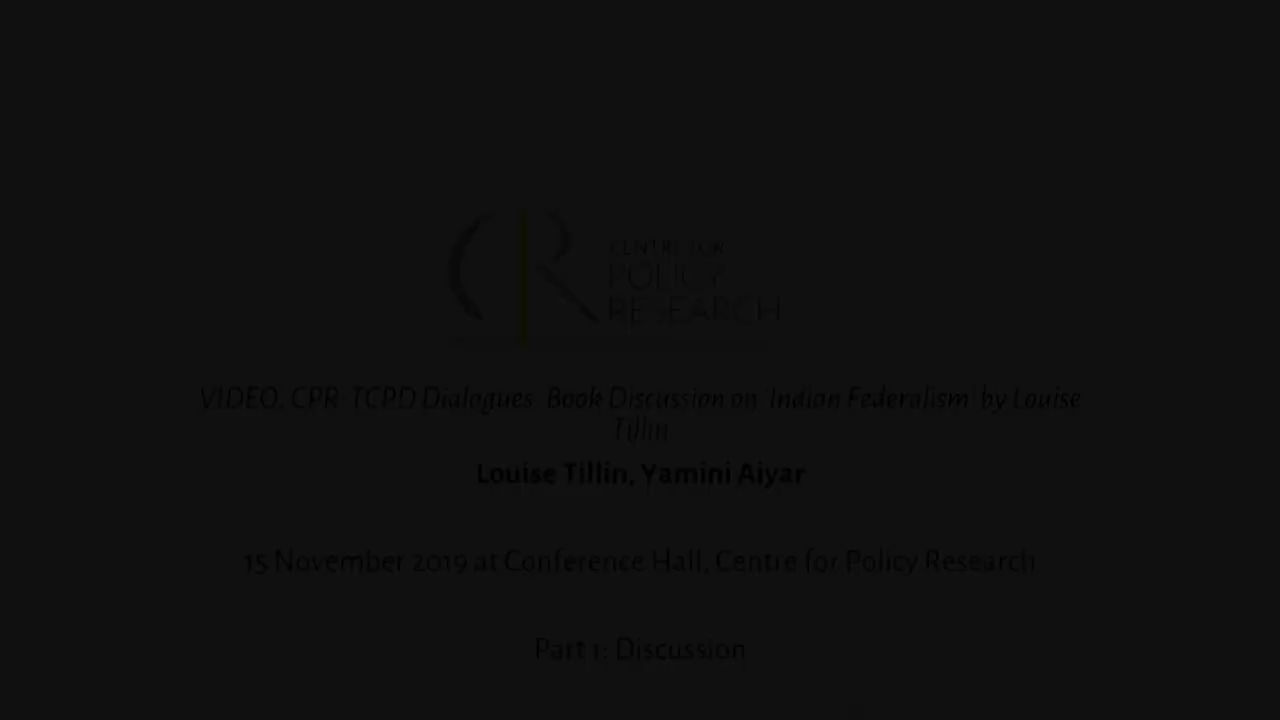 CENTRE FOR
POLICY
RESEARCH
VIDEO: CPR-TCPD Dialogues: Book Discussion on 'Indian Federalism' by Louise
Tillin
Louise Tillin, Yamini Aiyar
15 November 2019 at Conference Hall, Centre for Policy Research
Part 1: Discussion